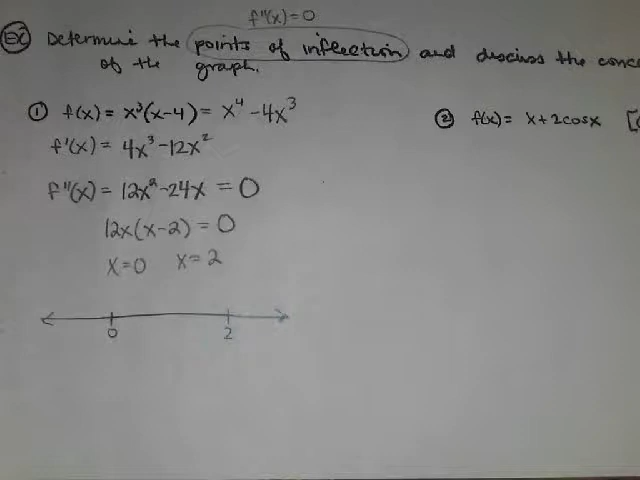 f"(x)=0
Ex Determine the points of inflection and discuss the conca
of the graph.
① f(x) = x³(x-4) = x⁴ - 4x³
f'(x) = 4x³ - 12x²
f"(x) = 12x² - 24x = 0
12x(x-2) = 0
x=0 x=2
0 2
② f(x) = x + 2cosx [